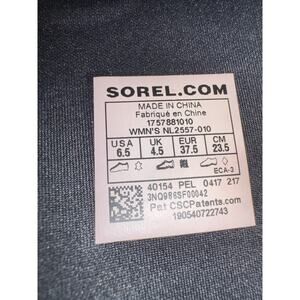 SOREL.COM
MADE IN CHINA
Fabriqué en Chine
1757881010
WMN'S NL2557-010
USA UK EUR CM
6.5 4.5 37.5 23.5
ECA-3
40154 PEL 0417 217
3NQ986SF00042
Pat CSCPatents.com
190540722743